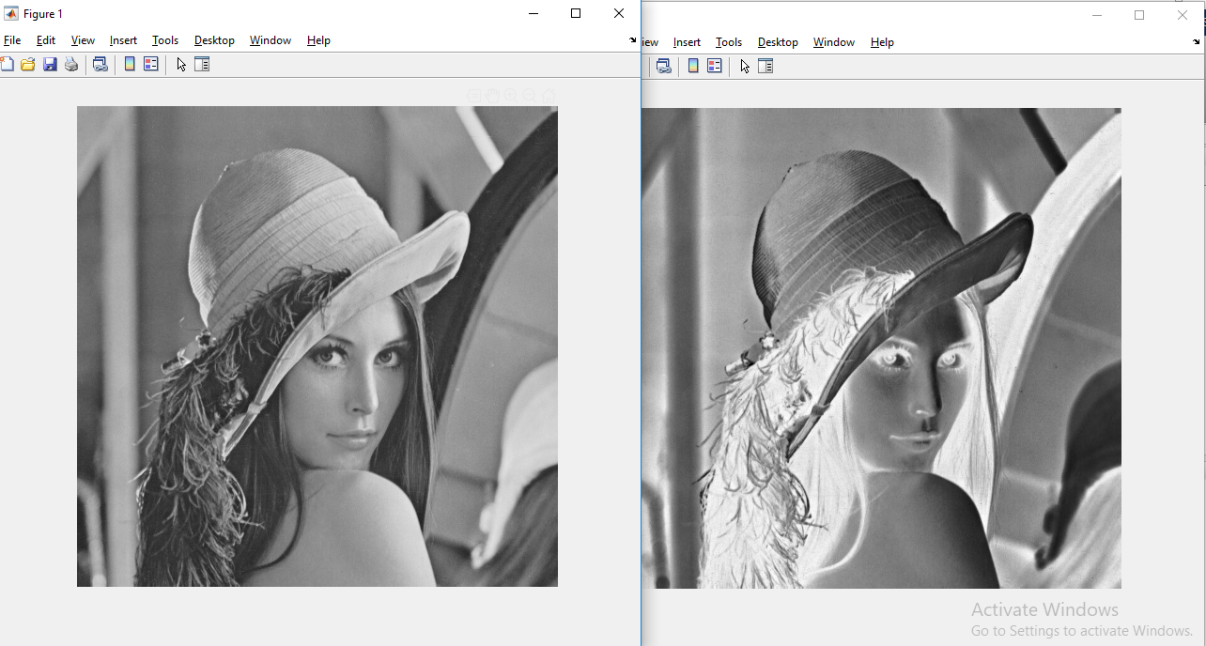 Figure 1
File Edit View Insert Tools Desktop Window Help
Insert Tools Desktop Window Help
Activate Windows
Go to Settings to activate Windows.